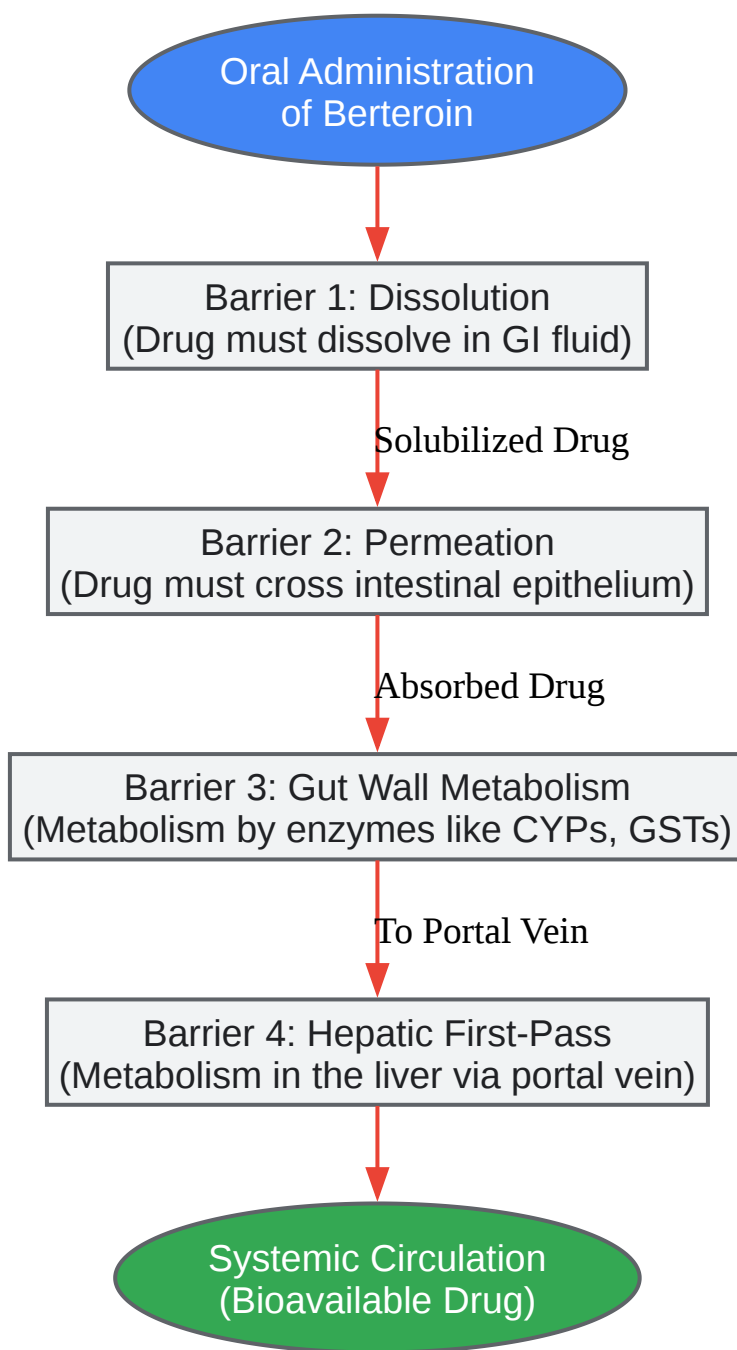 Oral Administration
of Berteroin
Barrier 1: Dissolution
(Drug must dissolve in GI fluid)
Solubilized Drug
Barrier 2: Permeation
(Drug must cross intestinal epithelium)
Absorbed Drug
Barrier 3: Gut Wall Metabolism
(Metabolism by enzymes like CYPs, GSTs)
To Portal Vein
Barrier 4: Hepatic First-Pass
(Metabolism in the liver via portal vein)
Systemic Circulation
(Bioavailable Drug)